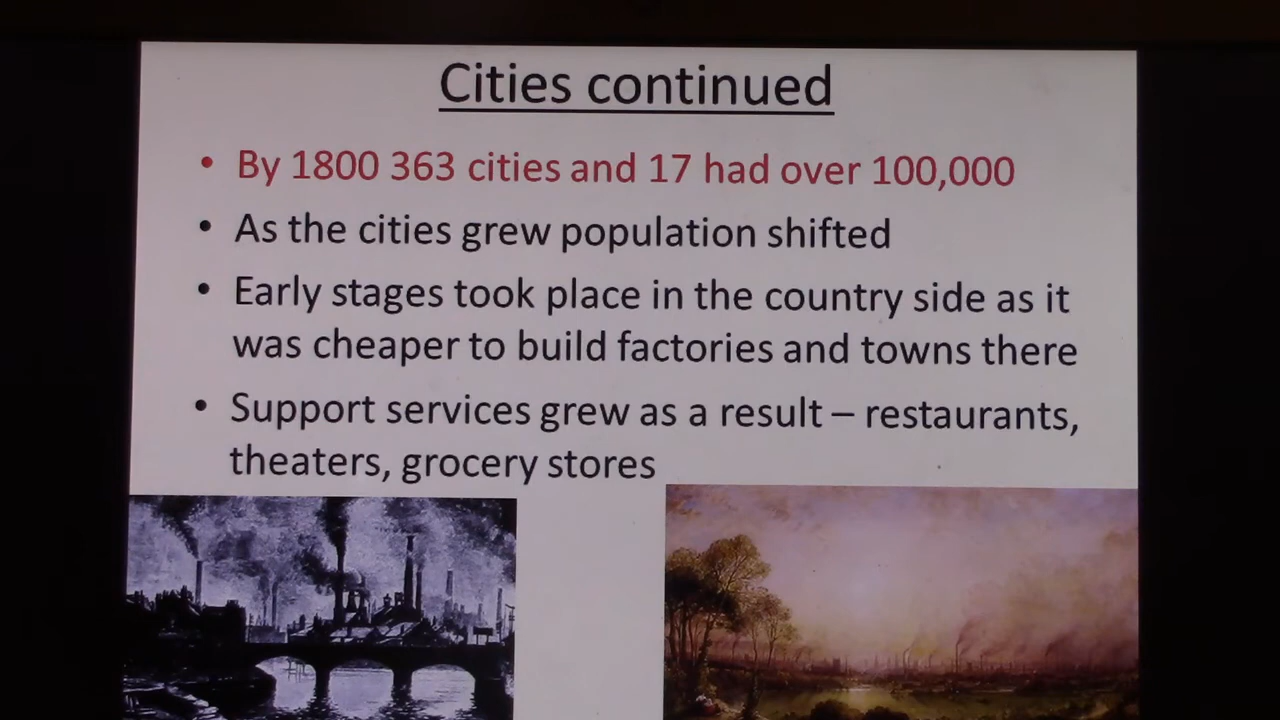 Cities continued
• By 1800 363 cities and 17 had over 100,000
• As the cities grew population shifted
• Early stages took place in the country side as it
was cheaper to build factories and towns there
• Support services grew as a result – restaurants,
theaters, grocery stores